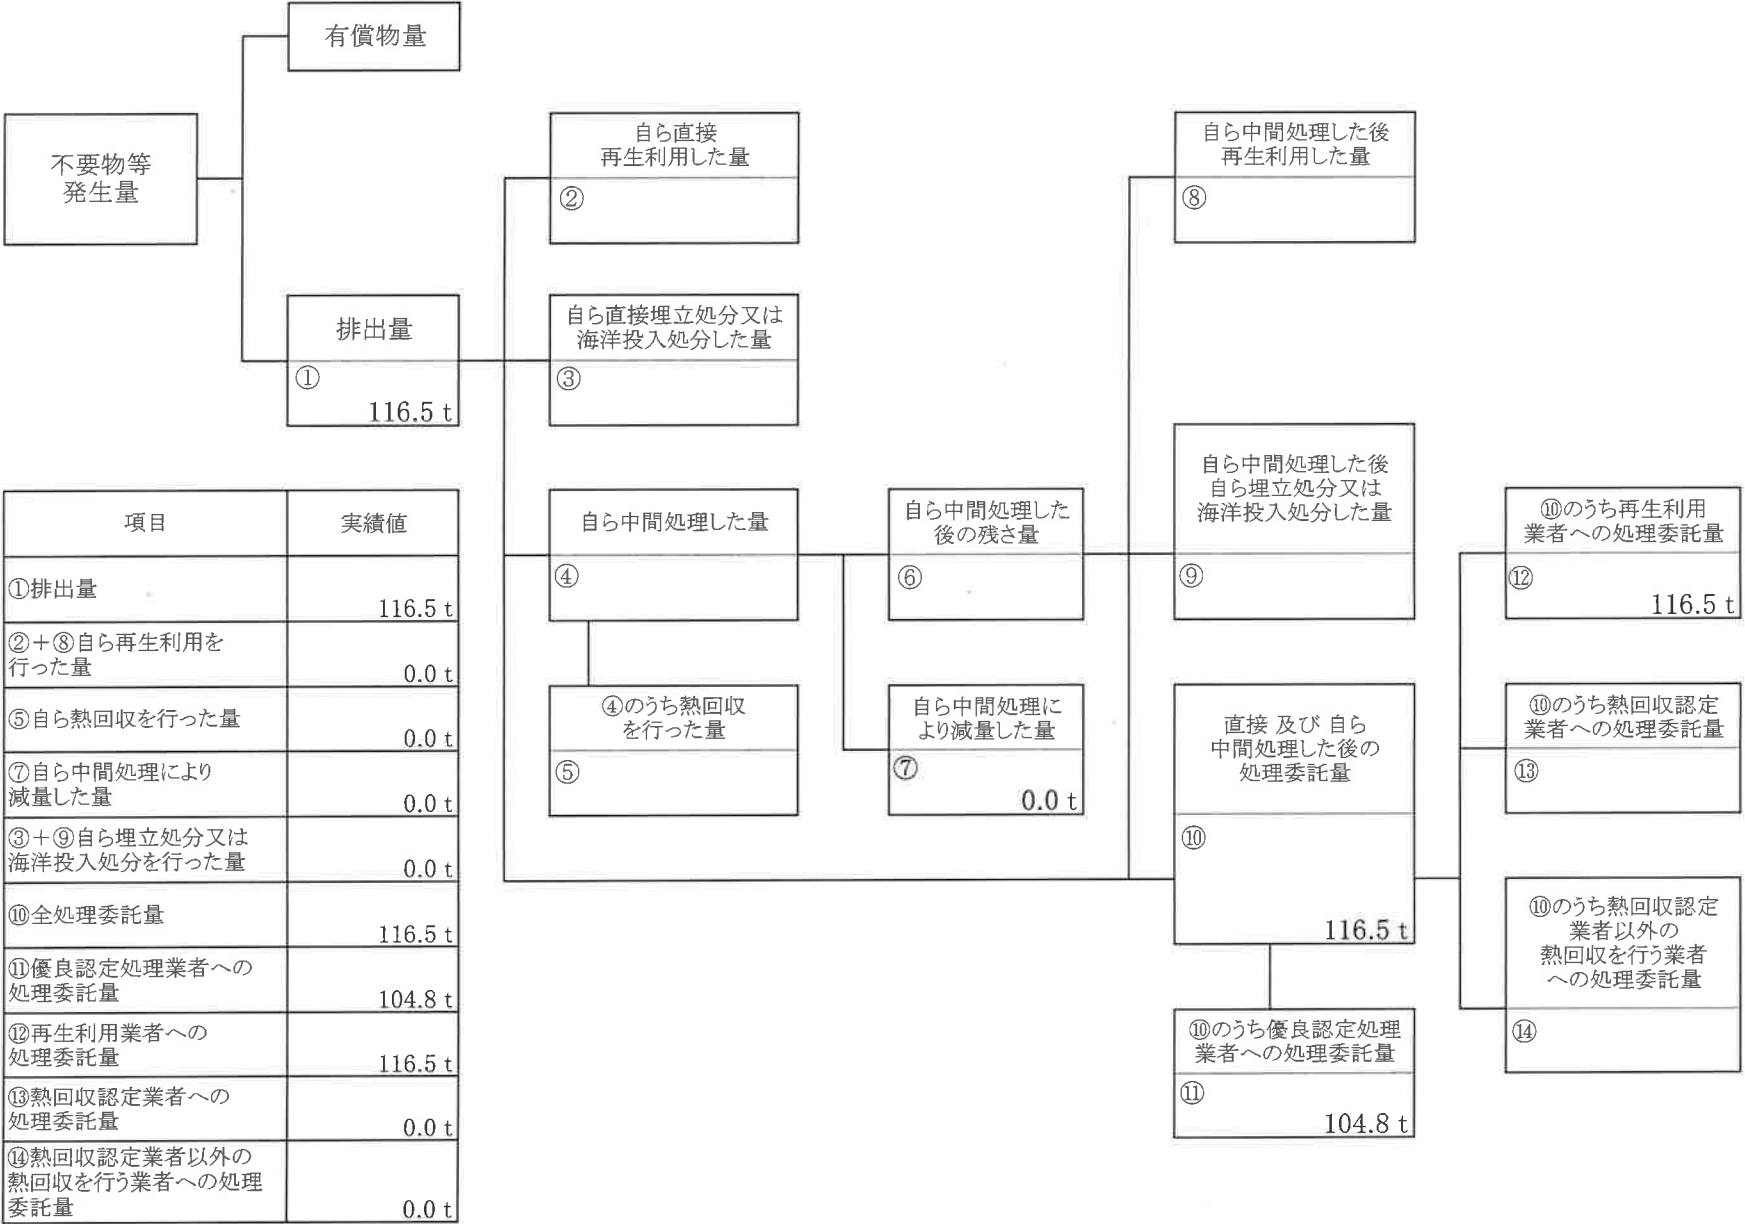 有償物量
不要物等
発生量
排出量
①
116.5 t
自ら直接
再生利用した量
②
自ら直接埋立処分又は
海洋投入処分した量
③
自ら中間処理した量
④
④のうち熱回収
を行った量
⑤
自ら中間処理した
後の残さ量
⑥
自ら中間処理に
より減量した量
⑦
0.0 t
自ら中間処理した後
再生利用した量
⑧
自ら中間処理した後
自ら埋立処分又は
海洋投入処分した量
⑨
直接 及び 自ら
中間処理した後の
処理委託量
⑩
116.5 t
⑩のうち優良認定処理
業者への処理委託量
⑪
104.8 t
⑩のうち再生利用
業者への処理委託量
⑫
116.5 t
⑩のうち熱回収認定
業者への処理委託量
⑬
⑩のうち熱回収認定
業者以外の
熱回収を行う業者
への処理委託量
⑭
項目 実績値
①排出量
116.5 t
②+⑧自ら再生利用を
行った量
0.0 t
⑤自ら熱回収を行った量
0.0 t
⑦自ら中間処理により
減量した量
0.0 t
③+⑨自ら埋立処分又は
海洋投入処分を行った量
0.0 t
⑩全処理委託量
116.5 t
⑪優良認定処理業者への
処理委託量
104.8 t
⑫再生利用業者への
処理委託量
116.5 t
⑬熱回収認定業者への
処理委託量
0.0 t
⑭熱回収認定業者以外の
熱回収を行う業者への処理
委託量
0.0 t